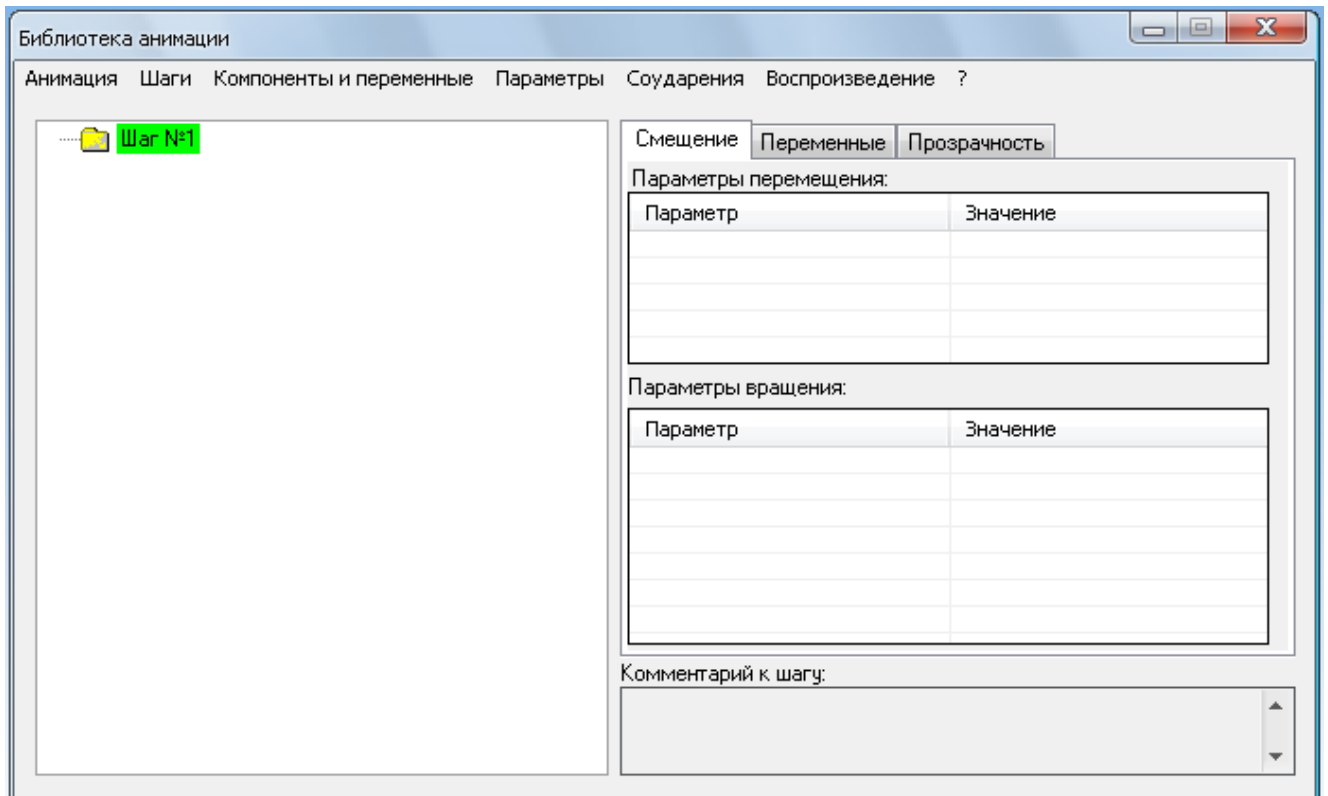 Библиотека анимации
Анимация Шаги Компоненты и переменные Параметры Соударения Воспроизведение ?
Шаг №1
Смещение Переменные Прозрачность
Параметры перемещения:
Параметр Значение
Параметры вращения:
Параметр Значение
Комментарий к шагу: